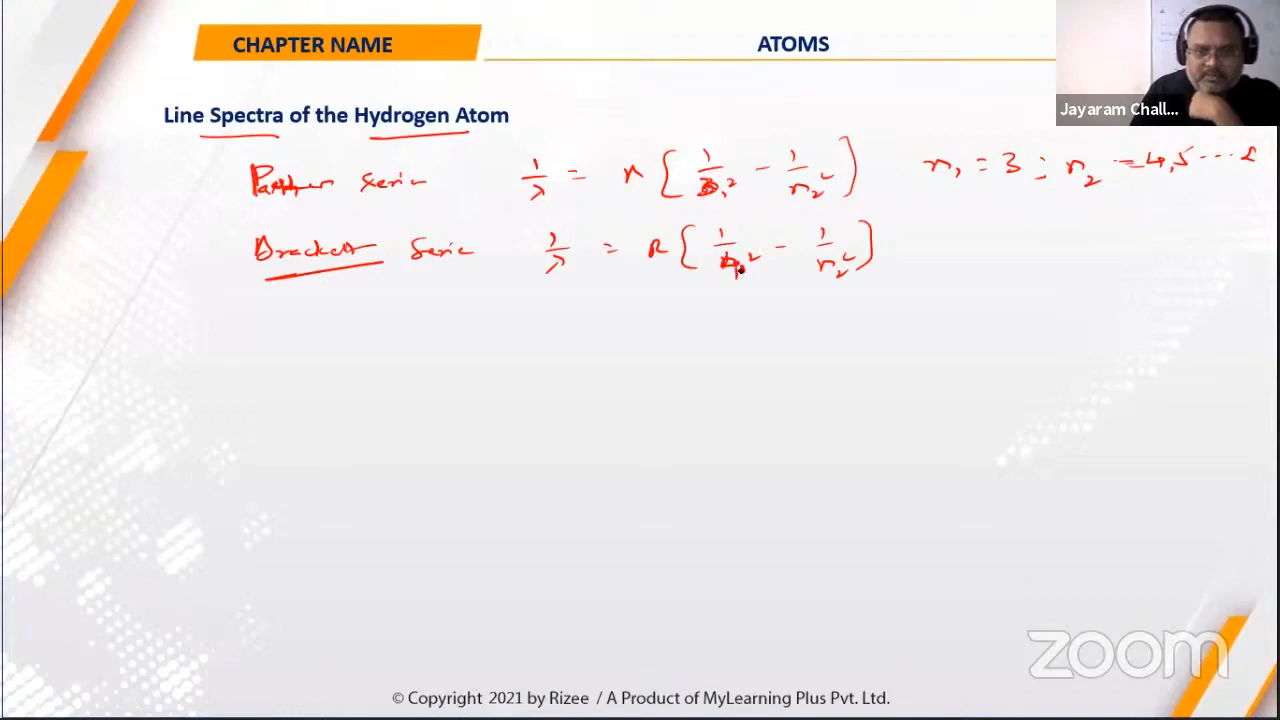 CHAPTER NAME
ATOMS
Jayaram Chall...
Line Spectra of the Hydrogen Atom
Paschen Serie 1/λ = R [ 1/3² - 1/n₂² ] n₁ = 3 ; n₂ = 4,5 ...
Brackett Serie 1/λ = R [ 1/4² - 1/n₂² ]
zoom
© Copyright 2021 by Rizee / A Product of MyLearning Plus Pvt. Ltd.